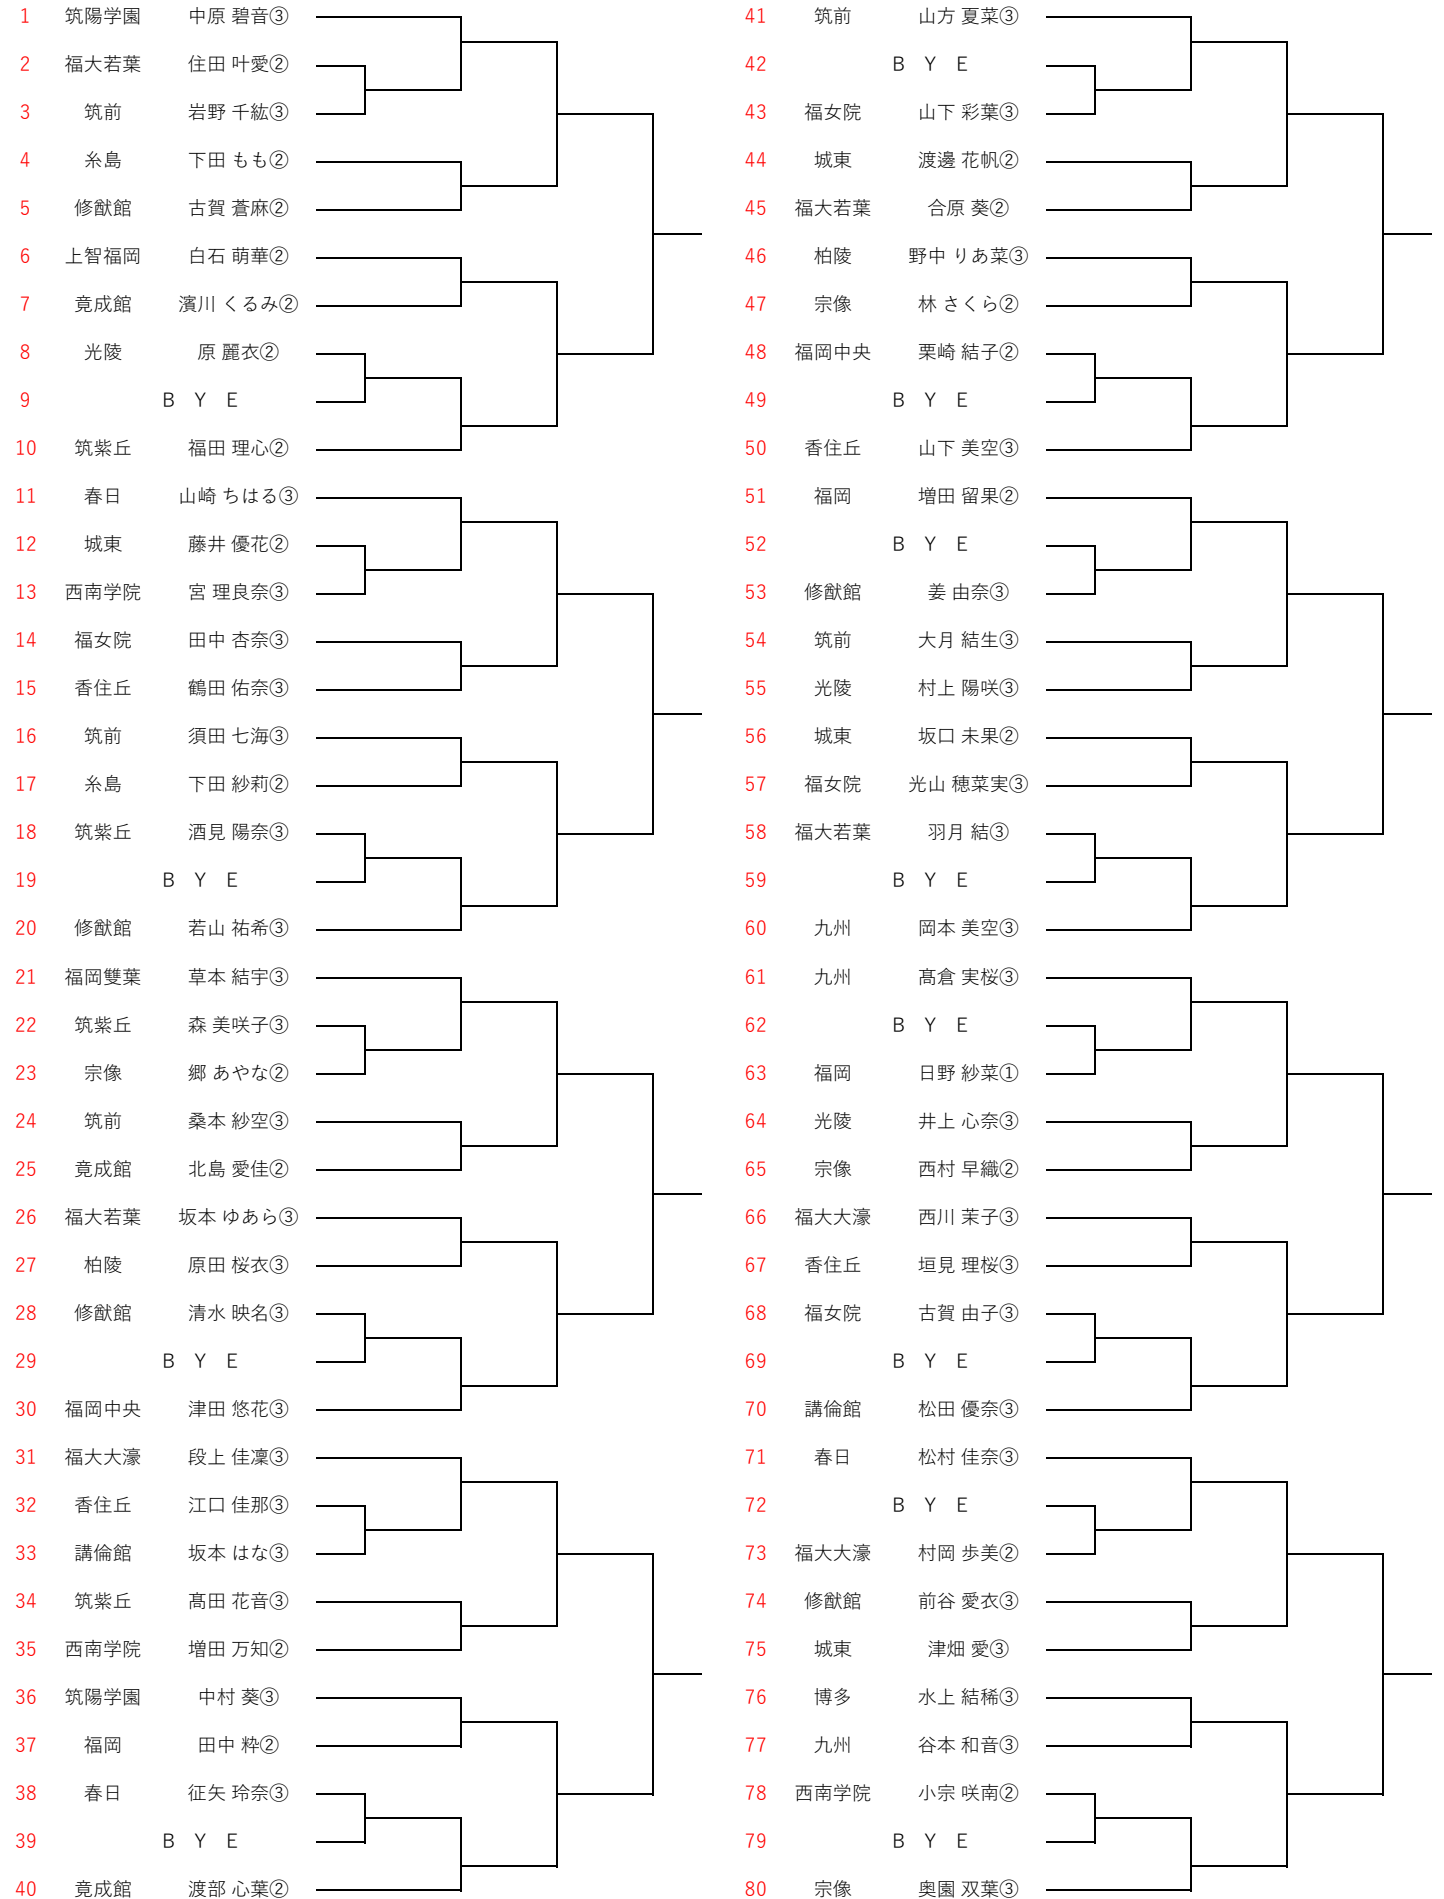 1 筑陽学園 中原 碧音③
2 福大若葉 住田 叶愛②
3 筑前 岩野 千紘③
4 糸島 下田 もも②
5 修猷館 古賀 蒼麻②
6 上智福岡 白石 萌華②
7 竟成館 濱川 くるみ②
8 光陵 原 麗衣②
9 B Y E
10 筑紫丘 福田 理心②
11 春日 山崎 ちはる③
12 城東 藤井 優花②
13 西南学院 宮 理良奈③
14 福女院 田中 杏奈③
15 香住丘 鶴田 佑奈③
16 筑前 須田 七海③
17 糸島 下田 紗莉②
18 筑紫丘 酒見 陽奈③
19 B Y E
20 修猷館 若山 祐希③
21 福岡雙葉 草本 結宇③
22 筑紫丘 森 美咲子③
23 宗像 郷 あやな②
24 筑前 桑本 紗空③
25 竟成館 北島 愛佳②
26 福大若葉 坂本 ゆあら③
27 柏陵 原田 桜衣③
28 修猷館 清水 映名③
29 B Y E
30 福岡中央 津田 悠花③
31 福大大濠 段上 佳凜③
32 香住丘 江口 佳那③
33 講倫館 坂本 はな③
34 筑紫丘 髙田 花音③
35 西南学院 増田 万知②
36 筑陽学園 中村 葵③
37 福岡 田中 粋②
38 春日 征矢 玲奈③
39 B Y E
40 竟成館 渡部 心葉②
41 筑前 山方 夏菜③
42 B Y E
43 福女院 山下 彩葉③
44 城東 渡邊 花帆②
45 福大若葉 合原 葵②
46 柏陵 野中 りあ菜③
47 宗像 林 さくら②
48 福岡中央 栗崎 結子②
49 B Y E
50 香住丘 山下 美空③
51 福岡 増田 留果②
52 B Y E
53 修猷館 姜 由奈③
54 筑前 大月 結生③
55 光陵 村上 陽咲③
56 城東 坂口 未果②
57 福女院 光山 穂菜実③
58 福大若葉 羽月 結③
59 B Y E
60 九州 岡本 美空③
61 九州 髙倉 実桜③
62 B Y E
63 福岡 日野 紗菜①
64 光陵 井上 心奈③
65 宗像 西村 早織②
66 福大大濠 西川 茉子③
67 香住丘 垣見 理桜③
68 福女院 古賀 由子③
69 B Y E
70 講倫館 松田 優奈③
71 春日 松村 佳奈③
72 B Y E
73 福大大濠 村岡 歩美②
74 修猷館 前谷 愛衣③
75 城東 津畑 愛③
76 博多 水上 結稀③
77 九州 谷本 和音③
78 西南学院 小宗 咲南②
79 B Y E
80 宗像 奥園 双葉③